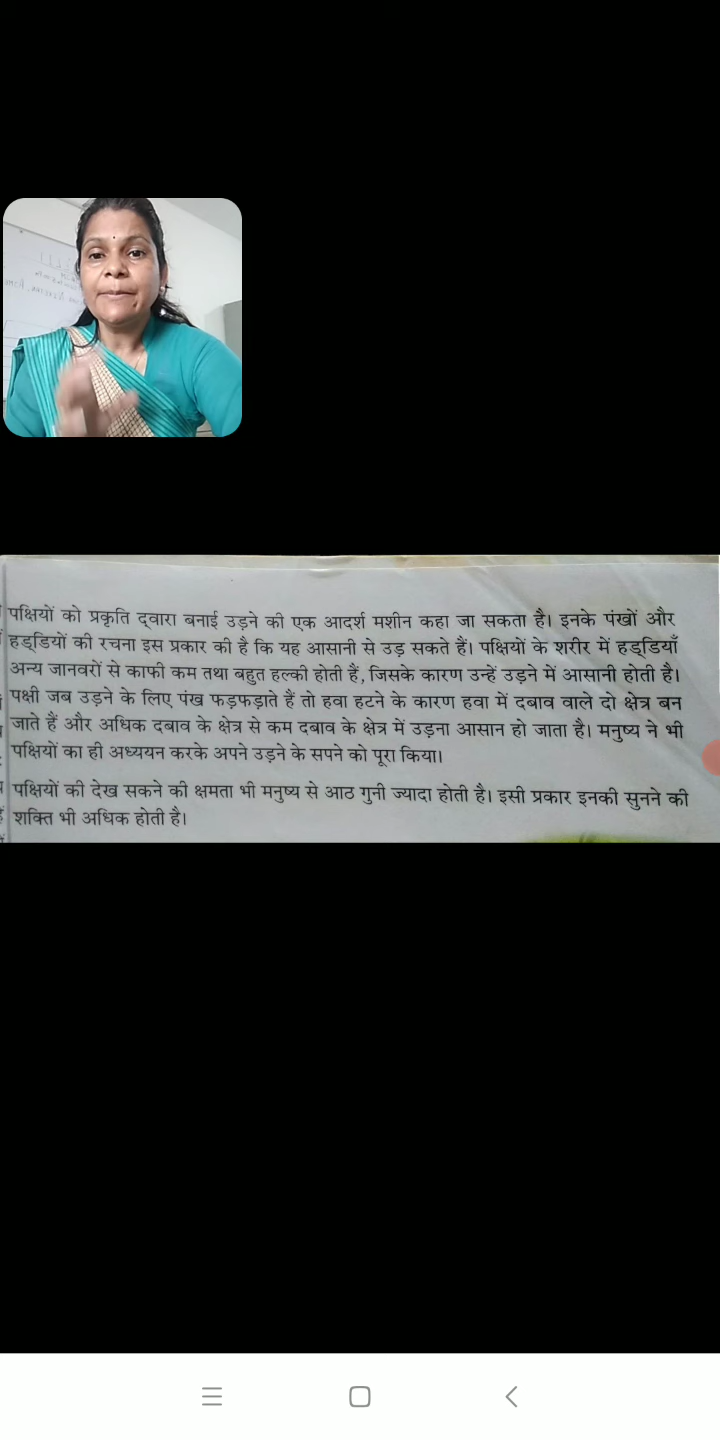 पक्षियों को प्रकृति द्‌वारा बनाई उड़ने की एक आदर्श मशीन कहा जा सकता है। इनके पंखों और
हड्‌डियों की रचना इस प्रकार की है कि यह आसानी से उड़ सकते हैं। पक्षियों के शरीर में हड्‌डियाँ
अन्य जानवरों से काफी कम तथा बहुत हल्की होती हैं, जिसके कारण उन्हें उड़ने में आसानी होती है।
पक्षी जब उड़ने के लिए पंख फड़फड़ाते हैं तो हवा हटने के कारण हवा में दबाव वाले दो क्षेत्र बन
जाते हैं और अधिक दबाव के क्षेत्र से कम दबाव के क्षेत्र में उड़ना आसान हो जाता है। मनुष्य ने भी
पक्षियों का ही अध्ययन करके अपने उड़ने के सपने को पूरा किया।
पक्षियों की देख सकने की क्षमता भी मनुष्य से आठ गुनी ज्यादा होती है। इसी प्रकार इनकी सुनने की
शक्ति भी अधिक होती है।